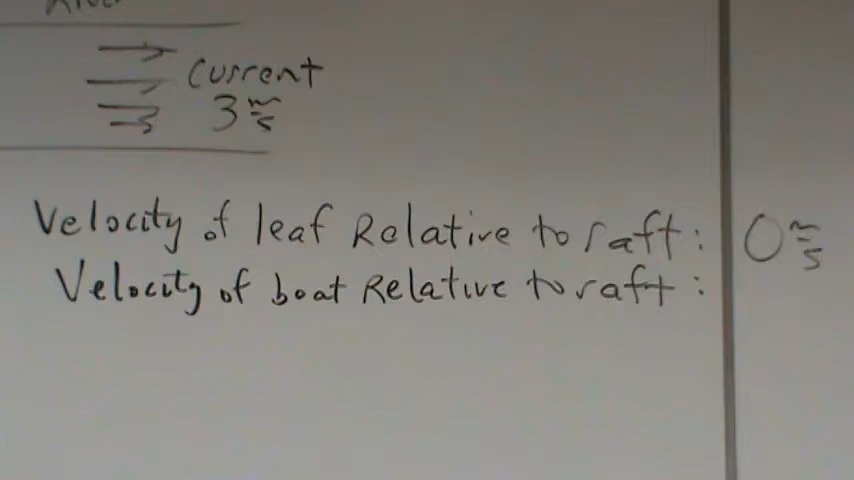 Current
3 m/s
Velocity of leaf Relative to raft: 0 m/s
Velocity of boat Relative to raft: